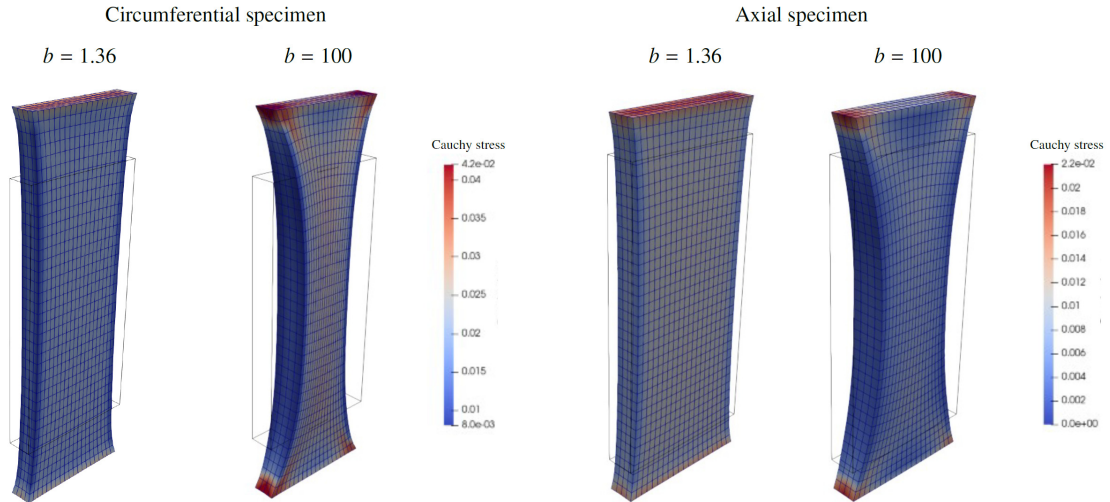 Circumferential specimen
Axial specimen
b = 1.36
b = 100
b = 1.36
b = 100
Cauchy stress
4.2e-02
0.04
0.035
0.03
0.025
0.02
0.015
0.01
8.0e-03
Cauchy stress
2.2e-02
0.02
0.018
0.016
0.014
0.012
0.01
0.008
0.006
0.004
0.002
0.0e+00